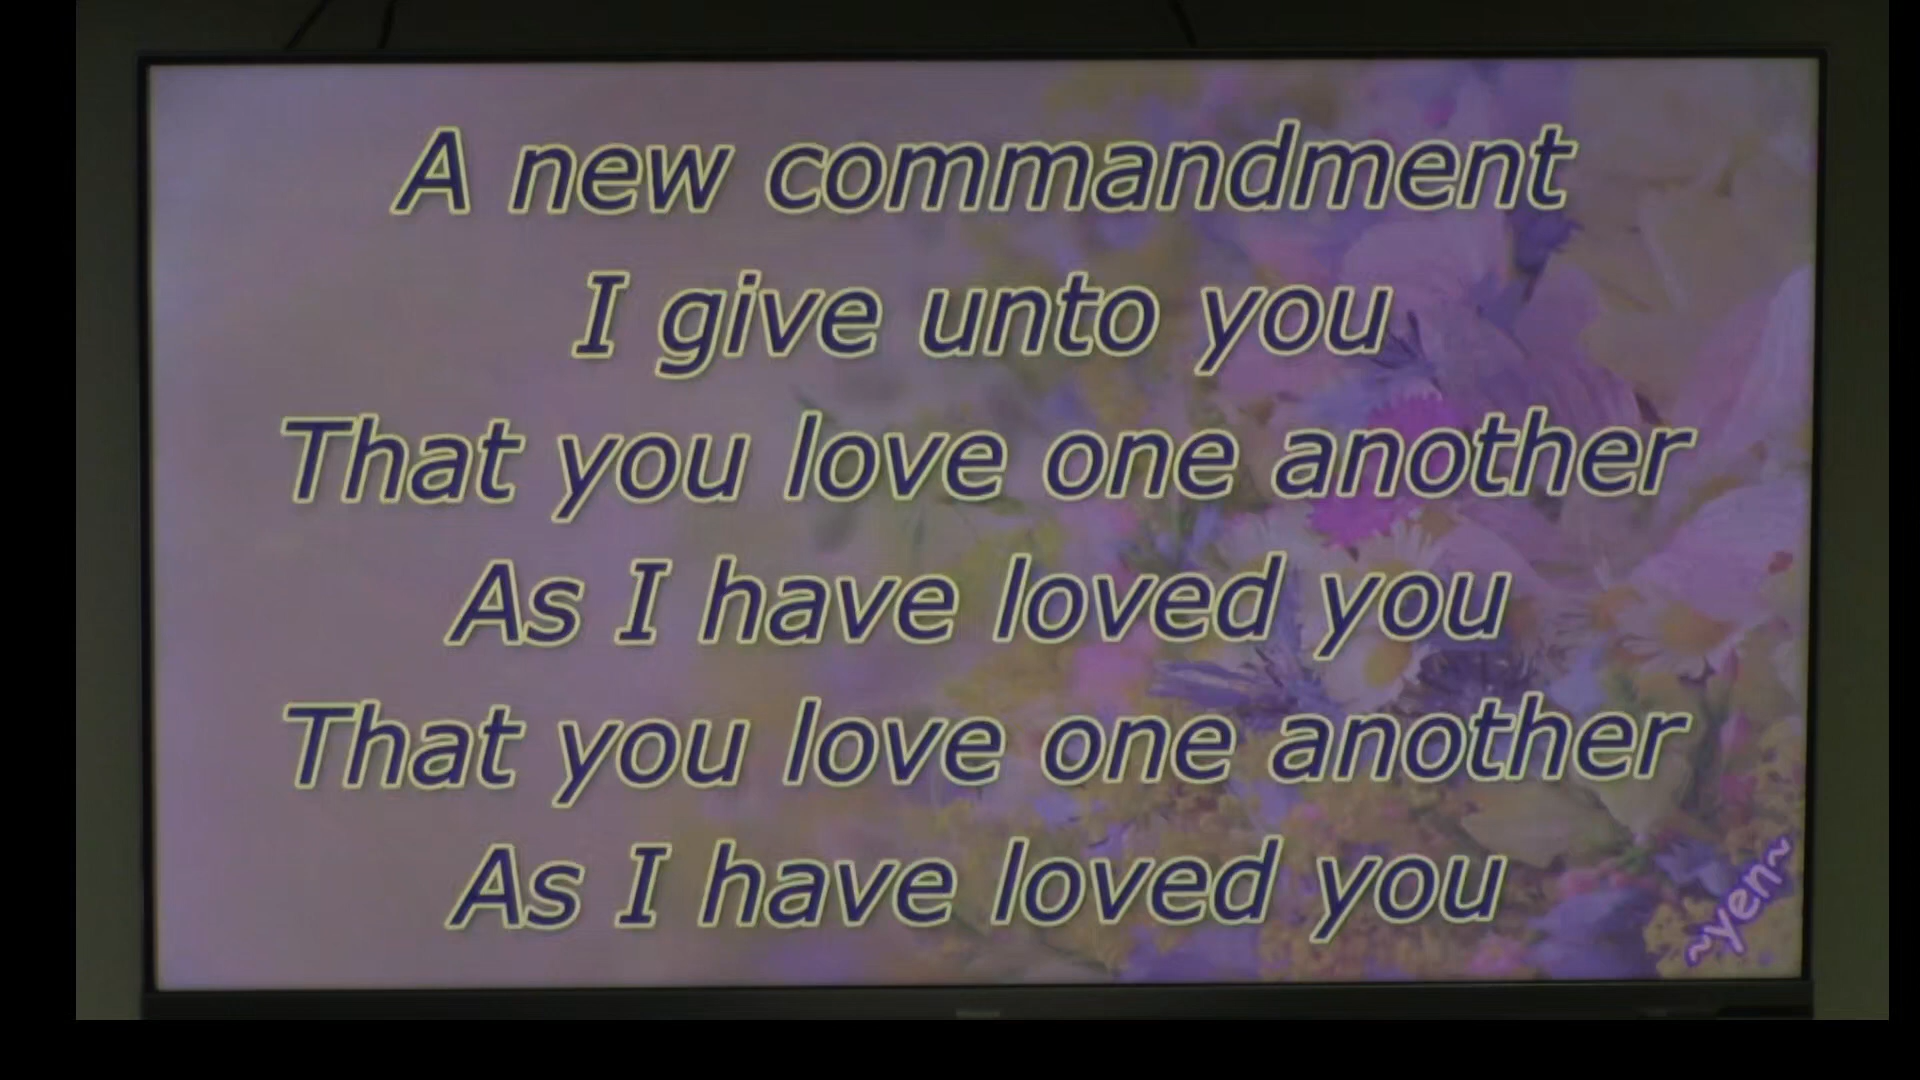 A new commandment
I give unto you
That you love one another
As I have loved you
That you love one another
As I have loved you
~yen~